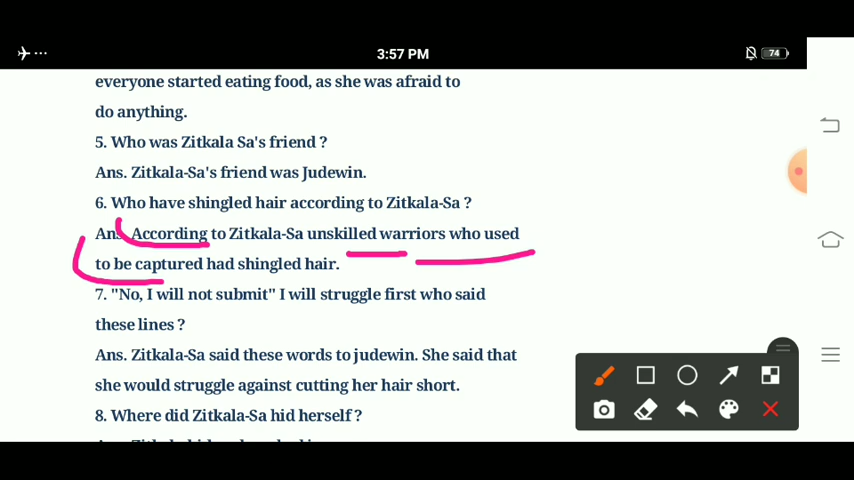 3:57 PM
74
everyone started eating food, as she was afraid to
do anything.
5. Who was Zitkala Sa's friend ?
Ans. Zitkala-Sa's friend was Judewin.
6. Who have shingled hair according to Zitkala-Sa ?
Ans. According to Zitkala-Sa unskilled warriors who used
to be captured had shingled hair.
7. "No, I will not submit" I will struggle first who said
these lines ?
Ans. Zitkala-Sa said these words to judewin. She said that
she would struggle against cutting her hair short.
8. Where did Zitkala-Sa hid herself ?